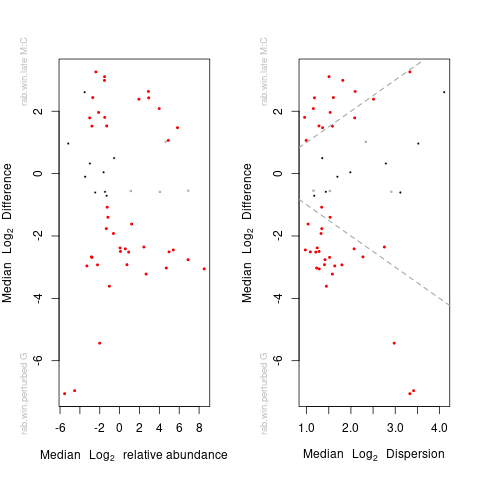 rab.win.late M:C
rab.win.perturbed G
Median Log2 Difference
2
0
-2
-4
-6
-6 -4 -2 0 2 4 6 8
Median Log2 relative abundance
rab.win.late M:C
rab.win.perturbed G
Median Log2 Difference
2
0
-2
-4
-6
1.0 2.0 3.0 4.0
Median Log2 Dispersion